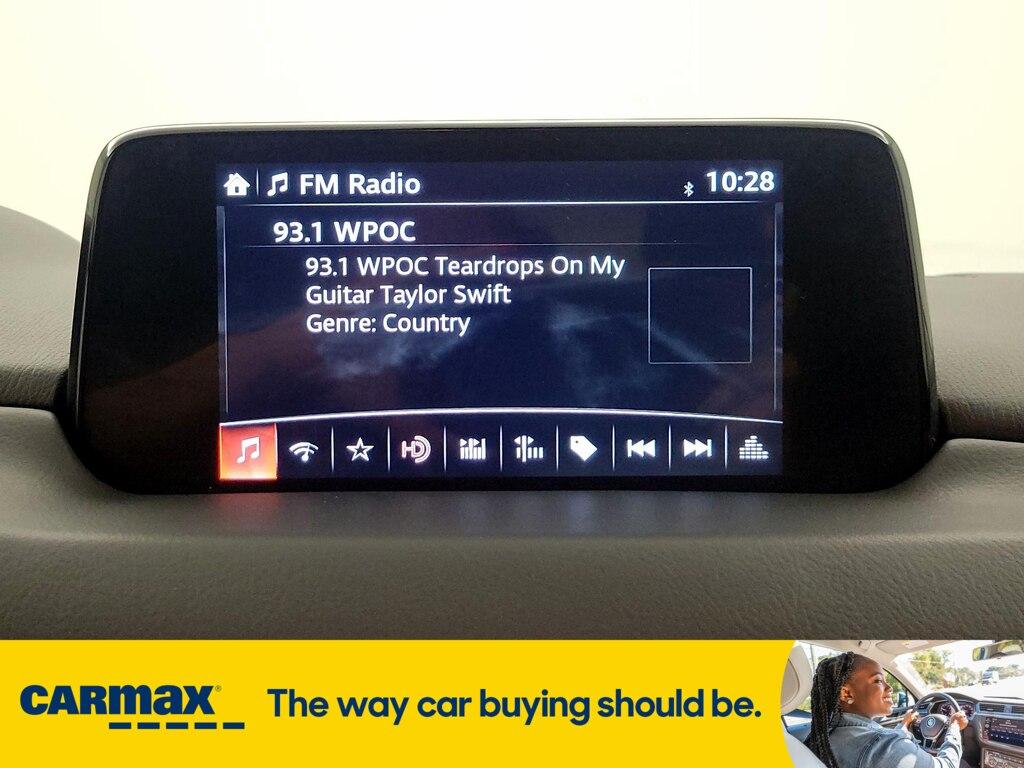 FM Radio
10:28
93.1 WPOC
93.1 WPOC Teardrops On My
Guitar Taylor Swift
Genre: Country
HD
CARMAX®
The way car buying should be.